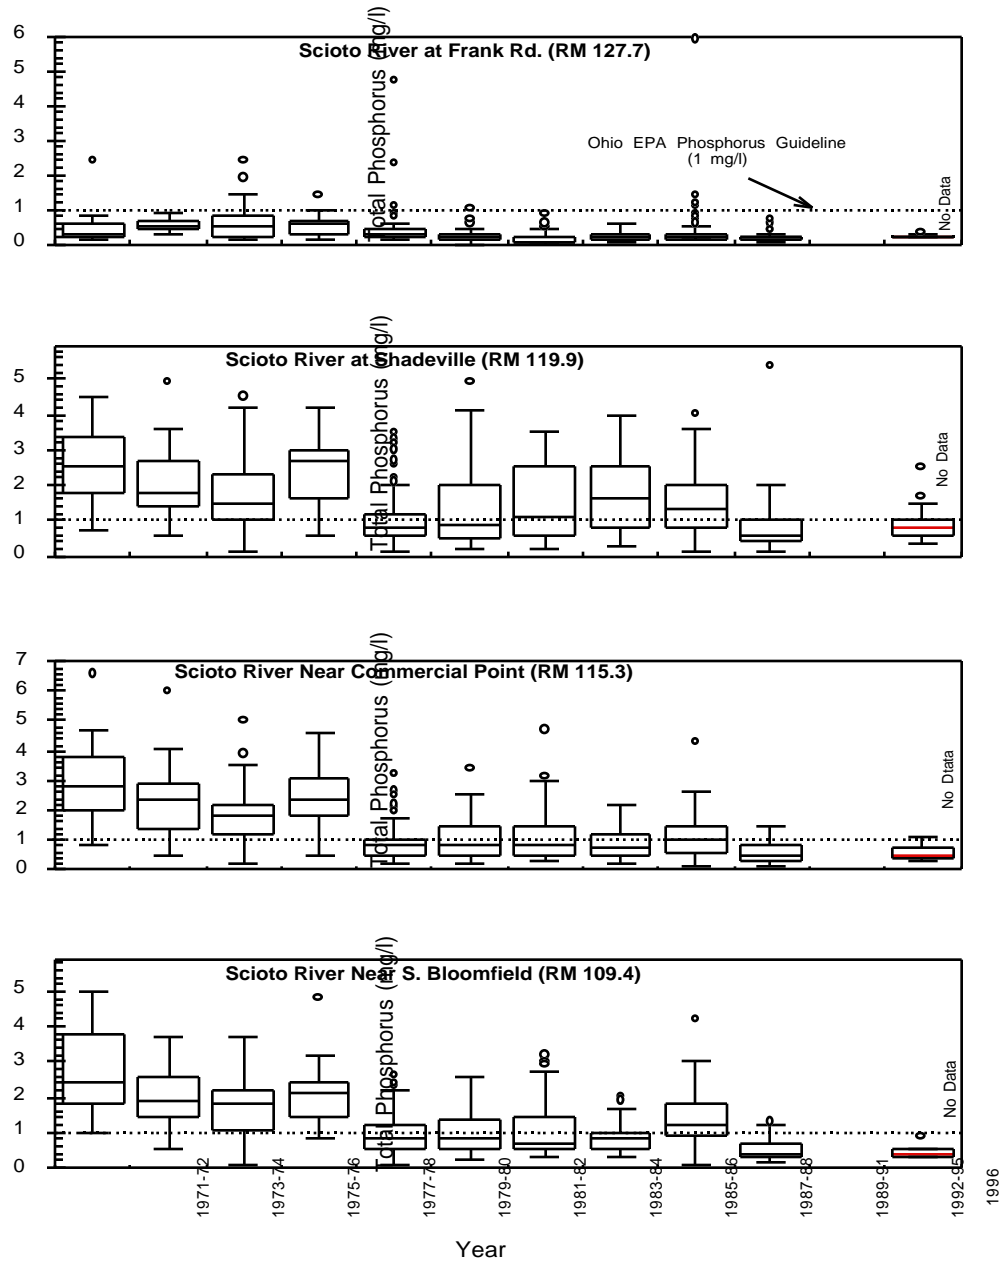 Scioto River at Frank Rd. (RM 127.7)
Total Phosphorus (mg/l)
6
5
4
3
2
1
0
Ohio EPA Phosphorus Guideline
(1 mg/l)
No Data
Scioto River at Shadeville (RM 119.9)
Total Phosphorus (mg/l)
5
4
3
2
1
0
No Data
Scioto River Near Commercial Point (RM 115.3)
Total Phosphorus (mg/l)
7
6
5
4
3
2
1
0
No Dtata
Scioto River Near S. Bloomfield (RM 109.4)
Total Phosphorus (mg/l)
5
4
3
2
1
0
No Data
1971-72
1973-74
1975-76
1977-78
1979-80
1981-82
1983-84
1985-86
1987-88
1989-91
1992-95
1996
Year